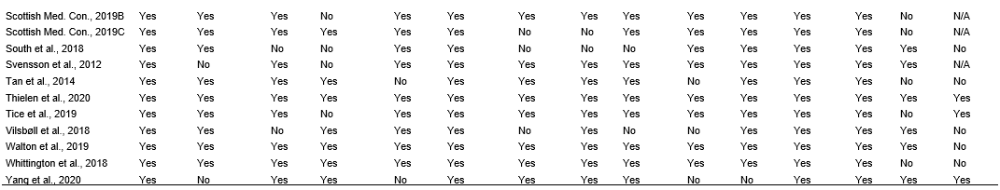 Scottish Med. Con., 2019B Yes Yes Yes No Yes Yes Yes Yes Yes Yes Yes Yes Yes No N/A
Scottish Med. Con., 2019C Yes Yes Yes Yes Yes Yes No No Yes Yes Yes Yes Yes No N/A
South et al., 2018 Yes Yes No No Yes Yes No No No Yes Yes Yes Yes Yes No
Svensson et al., 2012 Yes No Yes No Yes Yes Yes Yes Yes Yes Yes Yes Yes Yes N/A
Tan et al., 2014 Yes Yes Yes Yes No Yes Yes Yes Yes No Yes Yes Yes No No
Thielen et al., 2020 Yes Yes Yes Yes Yes Yes Yes Yes Yes Yes Yes Yes Yes Yes Yes
Tice et al., 2019 Yes Yes Yes No Yes Yes Yes Yes Yes Yes Yes Yes Yes No Yes
Vilsbøll et al., 2018 Yes Yes No Yes Yes Yes No Yes No No Yes Yes Yes Yes No
Walton et al., 2019 Yes Yes Yes Yes Yes Yes Yes Yes Yes Yes Yes Yes Yes Yes No
Whittington et al., 2018 Yes Yes Yes Yes Yes Yes Yes Yes Yes Yes Yes Yes Yes No No
Yang et al., 2020 Yes No Yes Yes No Yes Yes Yes Yes No No Yes Yes Yes Yes